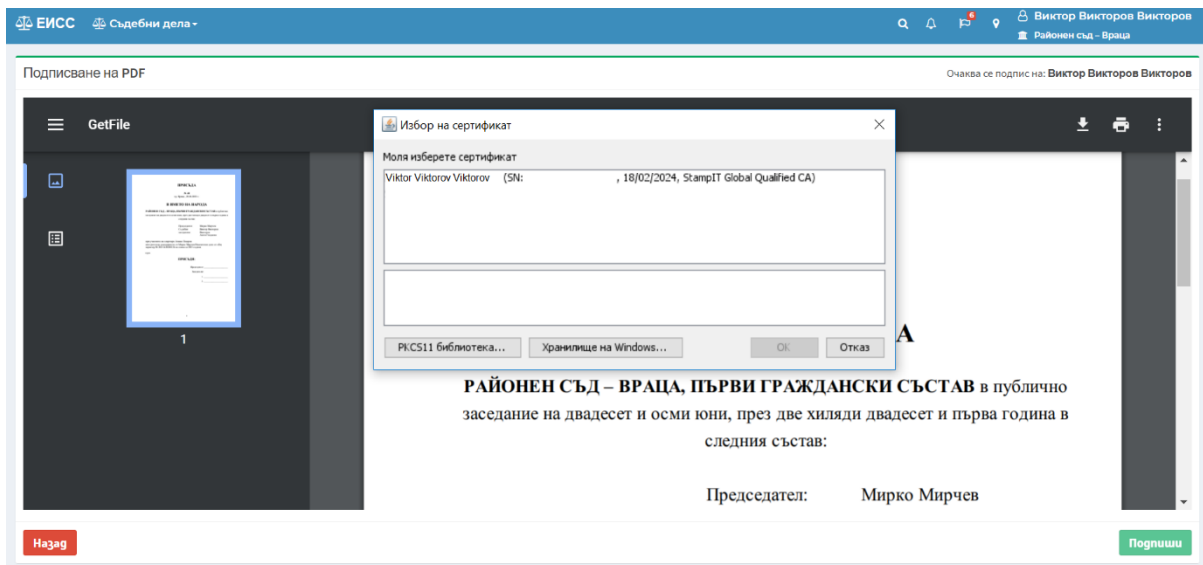 ЕИСС Съдебни дела
6
Виктор Викторов Викторов
Районен съд – Враца
Подписване на PDF
Очаква се подпис на: Виктор Викторов Викторов
GetFile
Избор на сертификат
Моля изберете сертификат
Viktor Viktorov Viktorov (SN: , 18/02/2024, StampIT Global Qualified CA)
PKCS11 библиотека... Хранилище на Windows... OK Отказ
1
А
РАЙОНЕН СЪД – ВРАЦА, ПЪРВИ ГРАЖДАНСКИ СЪСТАВ в публично
заседание на двадесет и осми юни, през две хиляди двадесет и първа година в
следния състав:
Председател: Мирко Мирчев
Назад
Подпиши